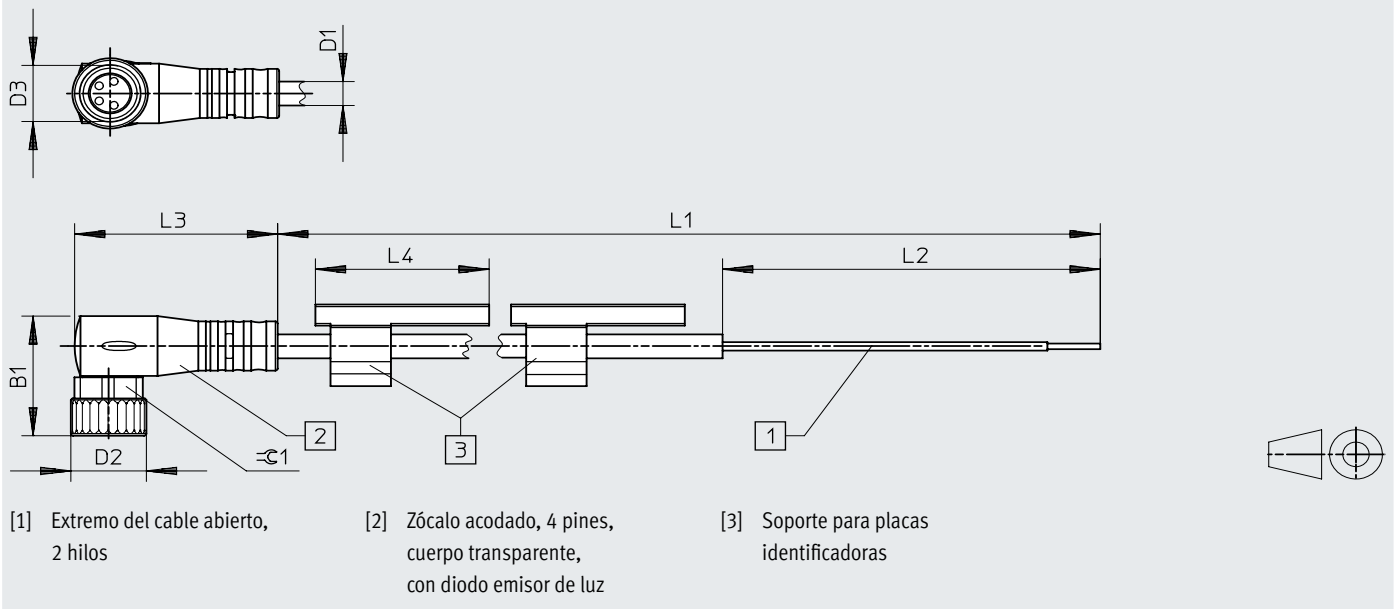 D1
D3
L3
L1
L4
L2
B1
2
3
1
D2
1
[1] Extremo del cable abierto,
2 hilos
[2] Zócalo acodado, 4 pines,
cuerpo transparente,
con diodo emisor de luz
[3] Soporte para placas
identificadoras